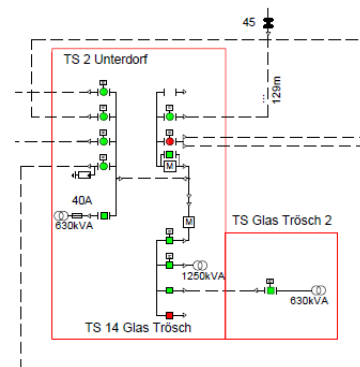 45
TS 2 Unterdorf
129m
M
40A
630kVA
M
TS Glas Trösch 2
1250kVA
630kVA
TS 14 Glas Trösch